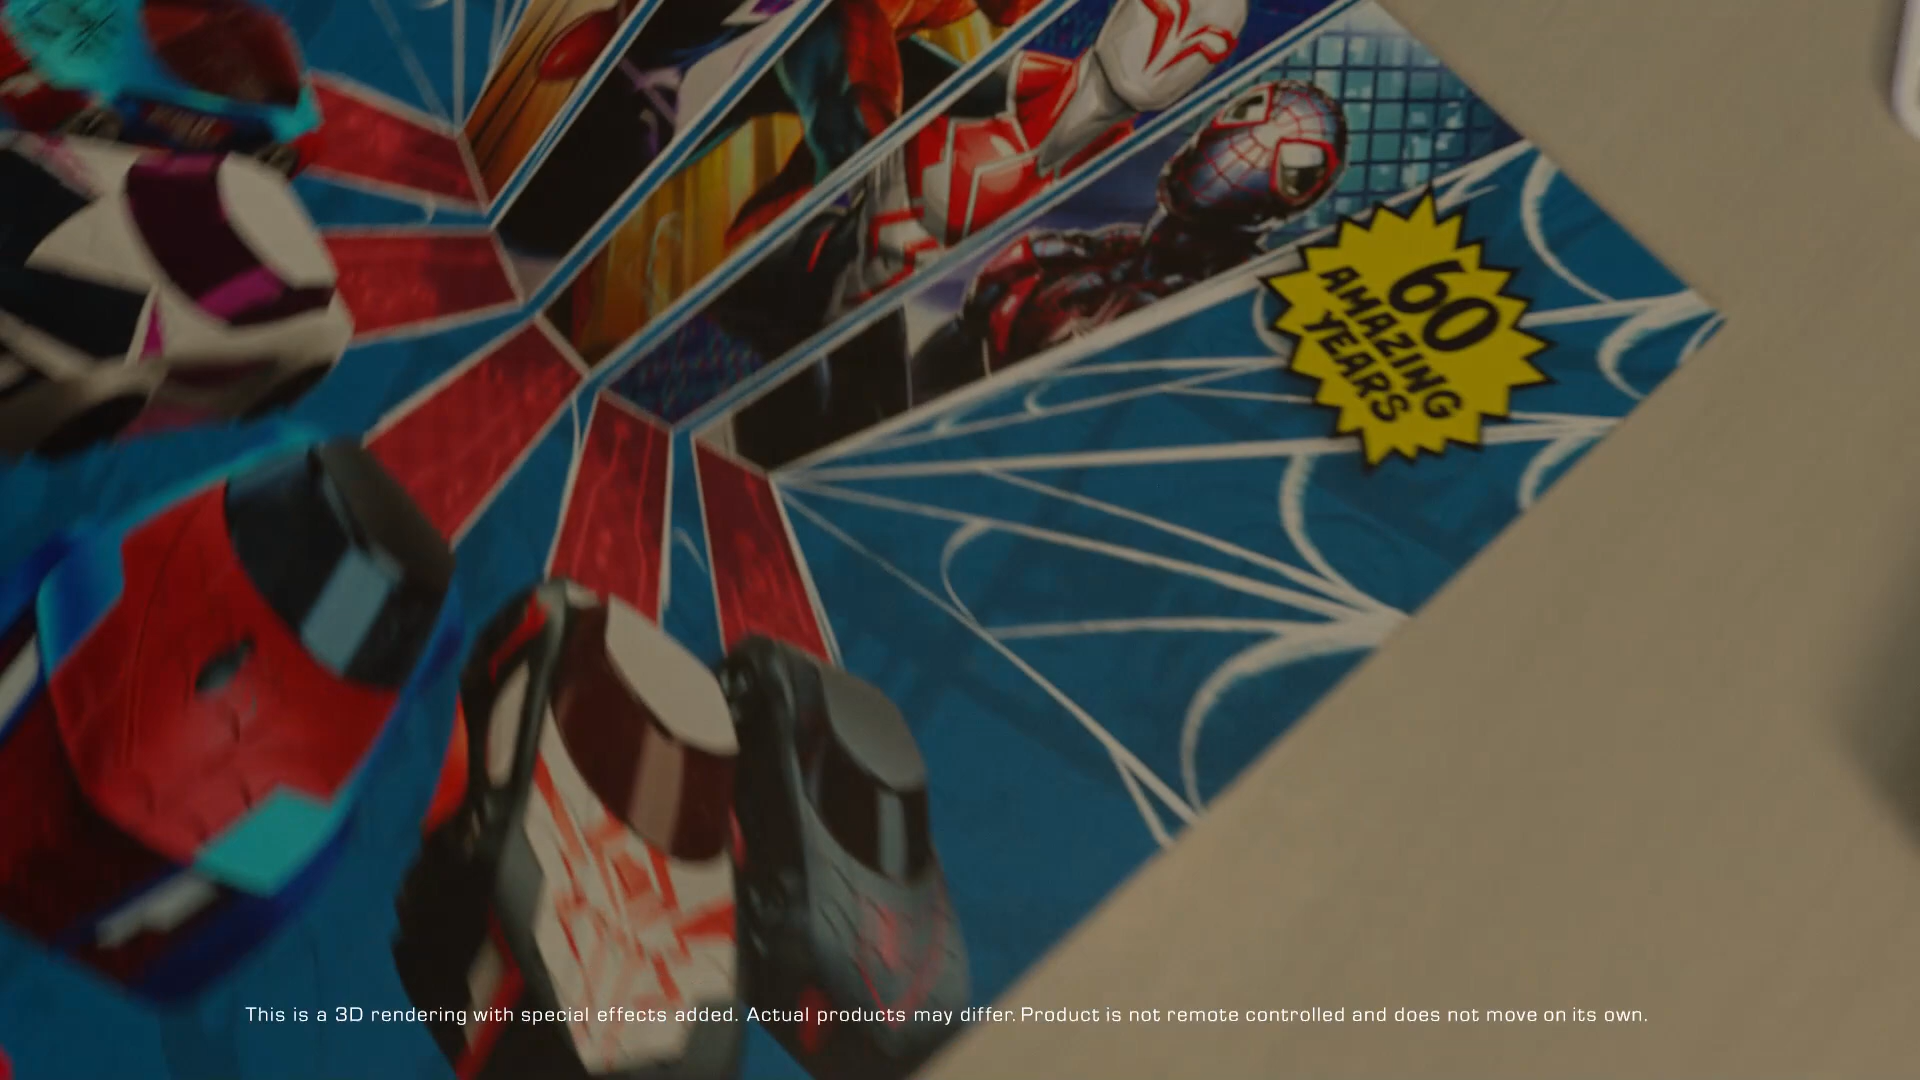 60
AMAZING
YEARS
This is a 3D rendering with special effects added. Actual products may differ. Product is not remote controlled and does not move on its own.